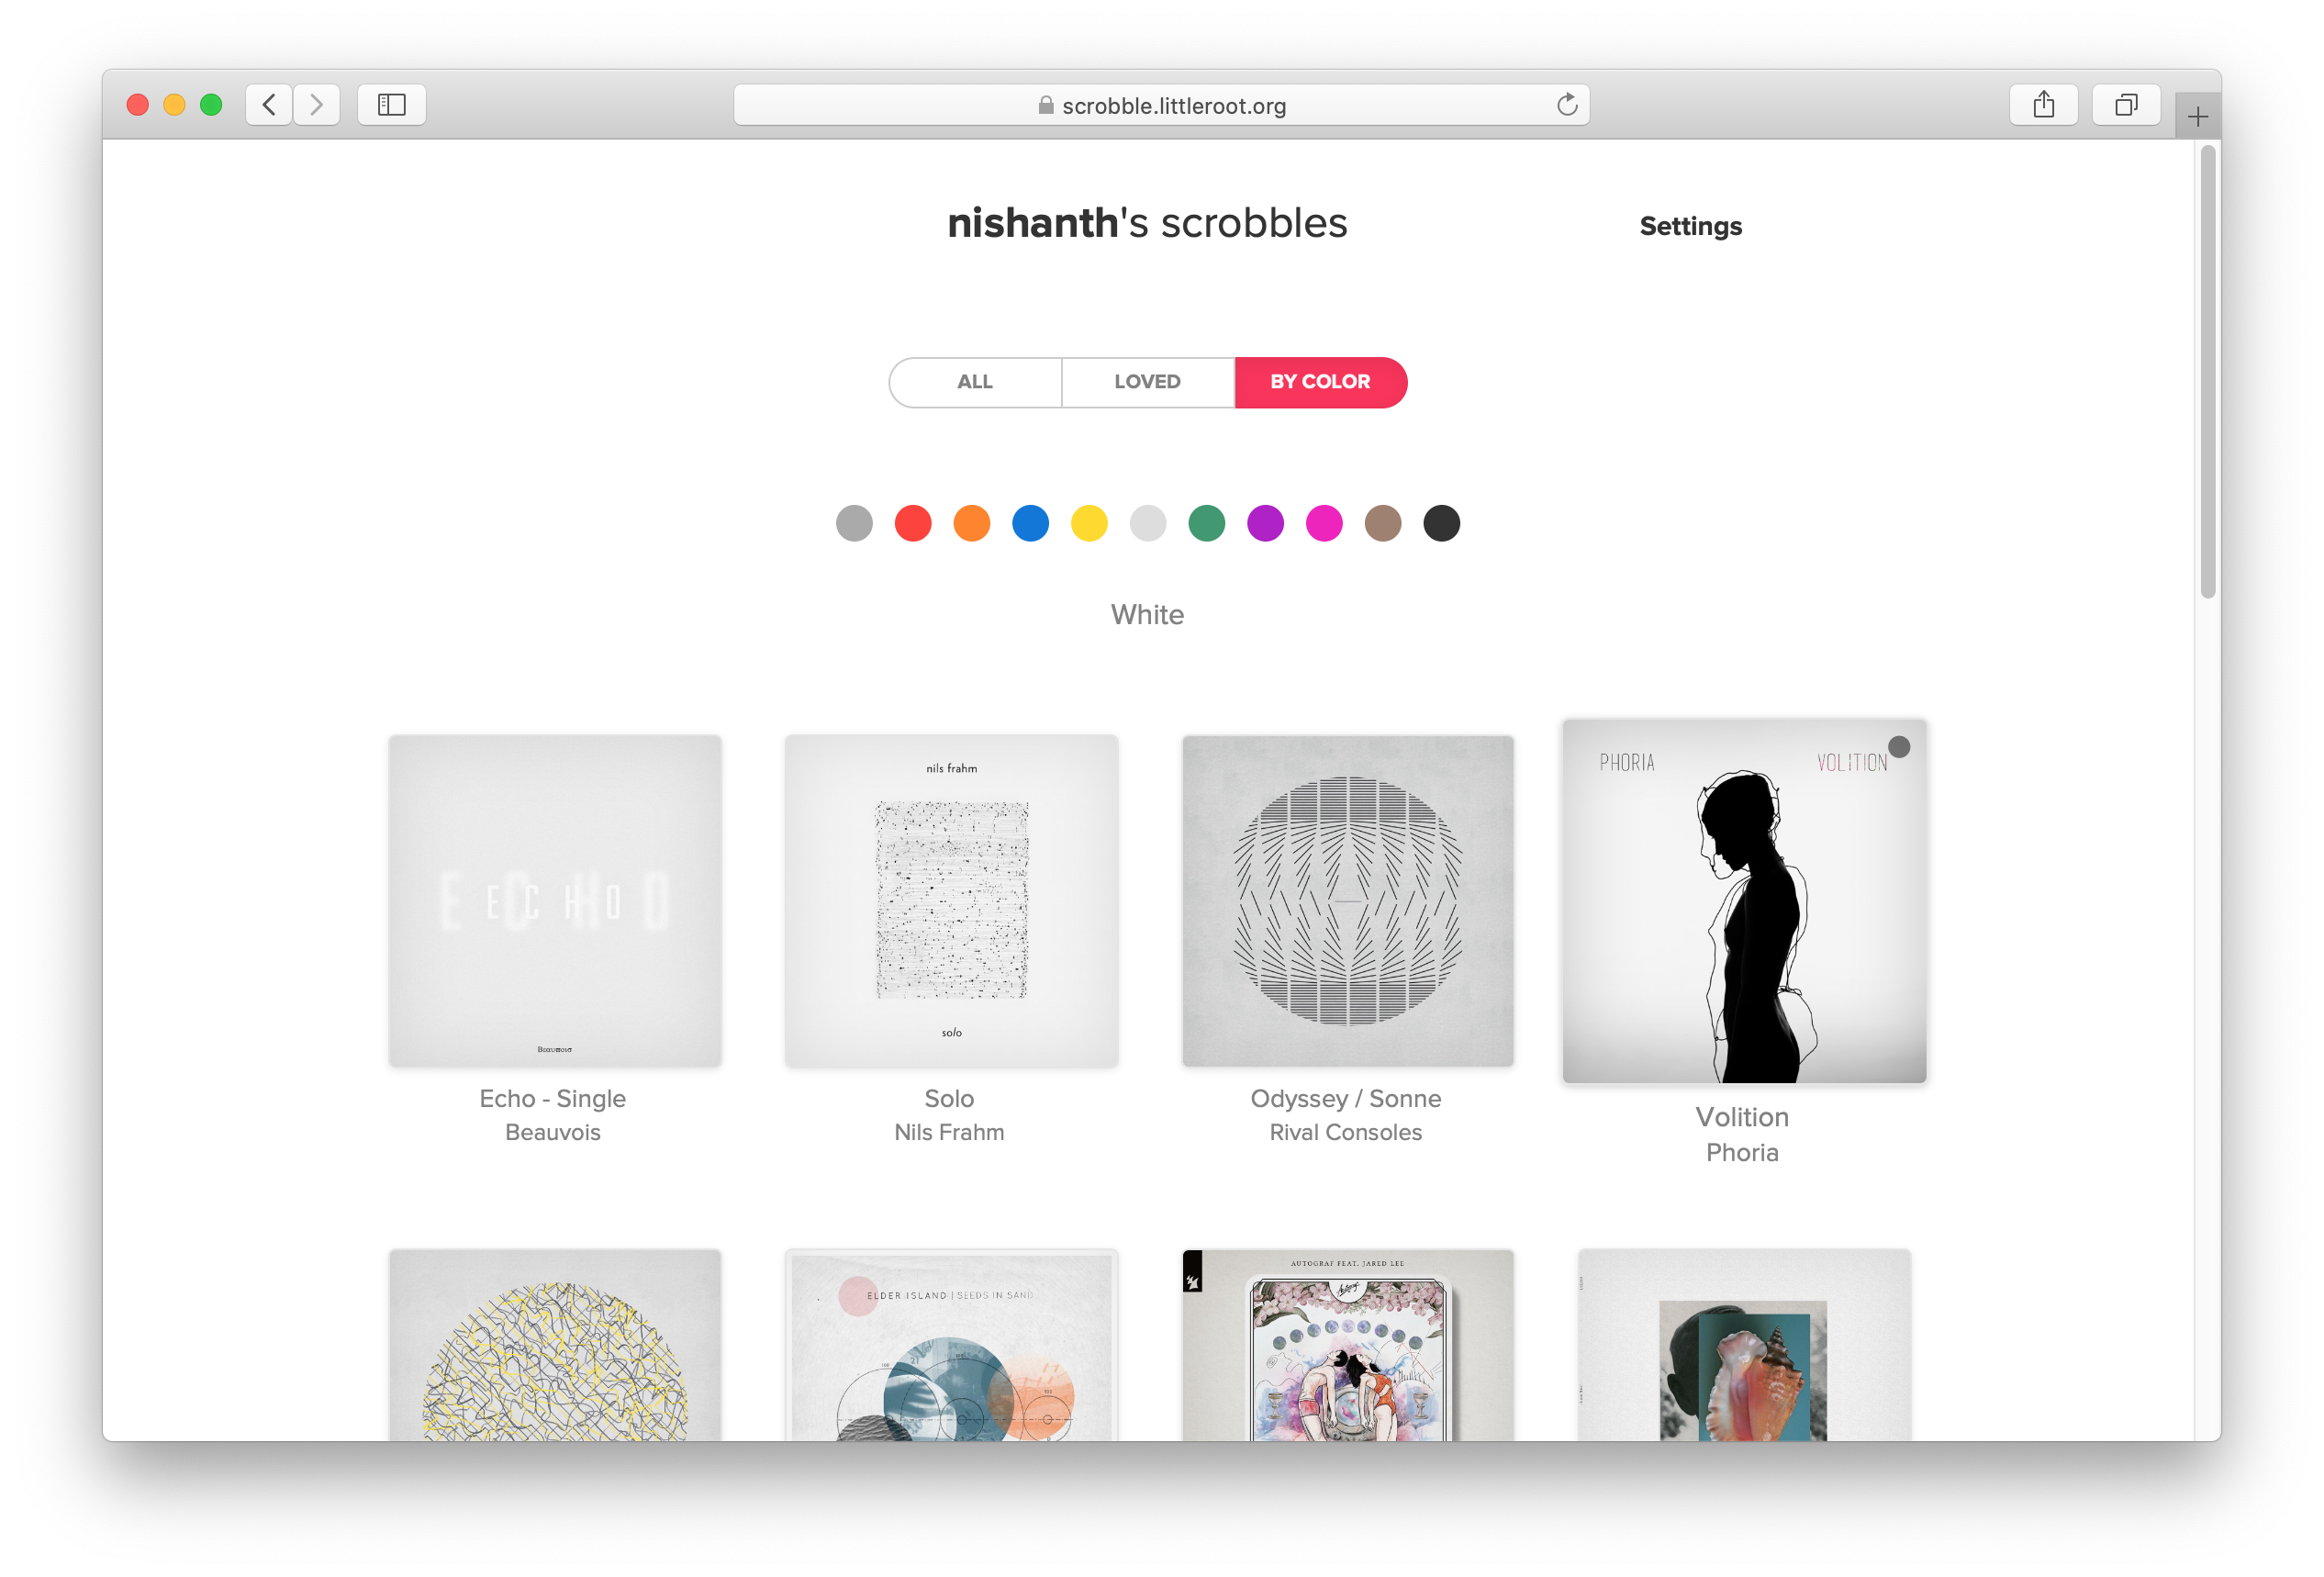 scrobble.littleroot.org
nishanth's scrobbles
Settings
ALL
LOVED
BY COLOR
White
ECHO
ECHO
Beauvois
nils frahm
solo
PHORIA
VOLITION
Echo - Single
Beauvois
Solo
Nils Frahm
Odyssey / Sonne
Rival Consoles
Volition
Phoria
ELDER ISLAND | SEEDS IN SAND
AUTOGRAF FEAT. JARED LEE